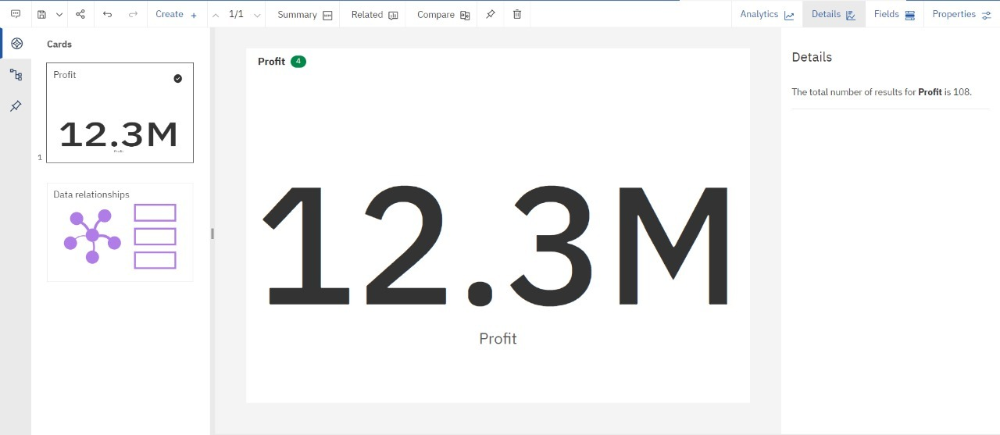 Create +
1/1
Summary
Related
Compare
Analytics
Details
Fields
Properties
Cards
Profit
12.3M
Profit
1
Data relationships
Profit 4
12.3M
Profit
Details
The total number of results for Profit is 108.